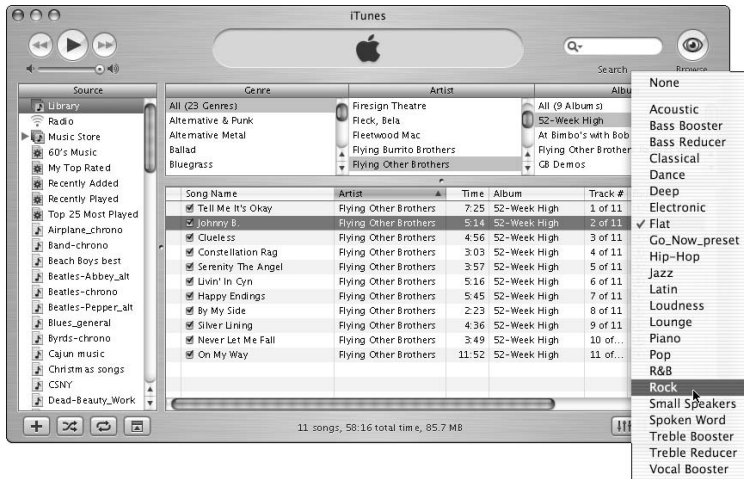 iTunes
Search
Browse
Source
Library
Radio
Music Store
60's Music
My Top Rated
Recently Added
Recently Played
Top 25 Most Played
Airplane_chrono
Band-chrono
Beach Boys best
Beatles-Abbey_alt
Beatles-chrono
Beatles-Pepper_alt
Blues_general
Byrds-chrono
Cajun music
Christmas songs
CSNY
Dead-Beauty_Work
Genre
All (23 Genres)
Alternative & Punk
Alternative Metal
Ballad
Bluegrass
Artist
Firesign Theatre
Fleck, Bela
Fleetwood Mac
Flying Burrito Brothers
Flying Other Brothers
Albu
All (9 Albums)
52-Week High
At Bimbo's with Bob
Flying Other Brother
GB Demos
Song Name Artist Time Album Track #
Tell Me It's Okay Flying Other Brothers 7:25 52-Week High 1 of 11
Johnny B. Flying Other Brothers 5:14 52-Week High 2 of 11
Clueless Flying Other Brothers 4:56 52-Week High 3 of 11
Constellation Rag Flying Other Brothers 3:03 52-Week High 4 of 11
Serenity The Angel Flying Other Brothers 3:57 52-Week High 5 of 11
Livin' In Cyn Flying Other Brothers 5:16 52-Week High 6 of 11
Happy Endings Flying Other Brothers 5:45 52-Week High 7 of 11
By My Side Flying Other Brothers 2:23 52-Week High 8 of 11
Silver Lining Flying Other Brothers 4:36 52-Week High 9 of 11
Never Let Me Fall Flying Other Brothers 3:49 52-Week High 10 of...
On My Way Flying Other Brothers 11:52 52-Week High 11 of...
11 songs, 58:16 total time, 85.7 MB
None
Acoustic
Bass Booster
Bass Reducer
Classical
Dance
Deep
Electronic
Flat
Go_Now_preset
Hip-Hop
Jazz
Latin
Loudness
Lounge
Piano
Pop
R&B
Rock
Small Speakers
Spoken Word
Treble Booster
Treble Reducer
Vocal Booster